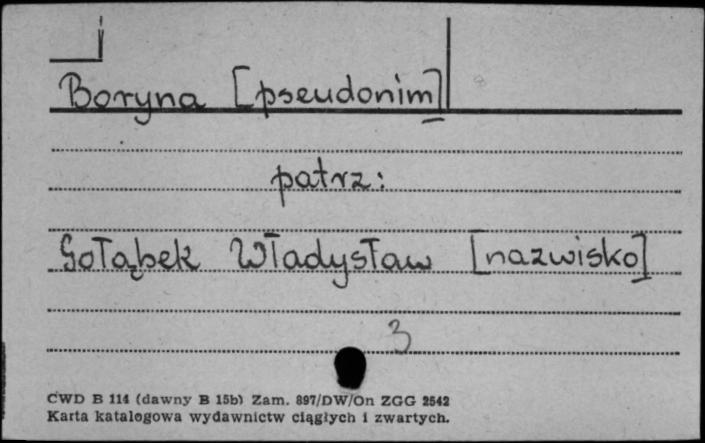 Boryna [pseudonim]
patrz:
Gołąbek Władysław [nazwisko]
3
CWD B 114 (dawny B 15b) Zam. 897/DW/On ZGG 2542
Karta katalogowa wydawnictw ciągłych i zwartych.